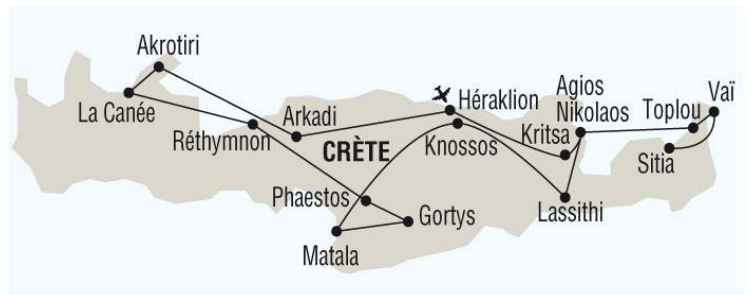 Akrotiri
La Canée
Réthymnon
Arkadi
CRÈTE
Héraklion
Knossos
Agios
Nikolaos
Kritsa
Toplou
Vaï
Sitia
Lassithi
Phaestos
Gortys
Matala